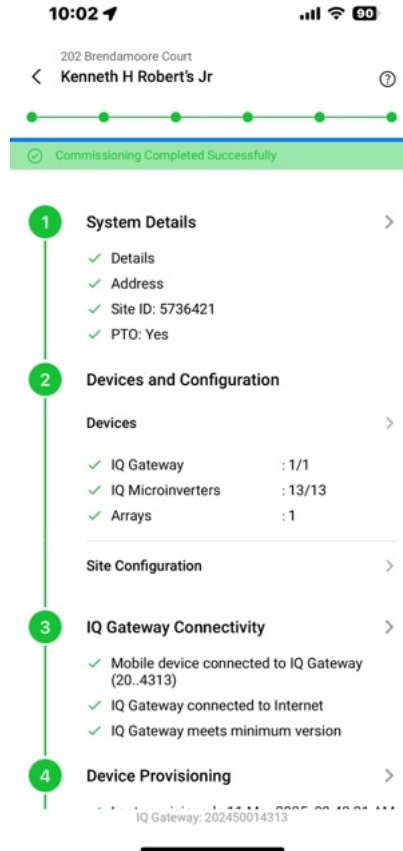 10:02
90
202 Brendamoore Court
Kenneth H Robert's Jr
Commissioning Completed Successfully
1
System Details
Details
Address
Site ID: 5736421
PTO: Yes
2
Devices and Configuration
Devices
IQ Gateway : 1/1
IQ Microinverters : 13/13
Arrays : 1
Site Configuration
3
IQ Gateway Connectivity
Mobile device connected to IQ Gateway
(20..4313)
IQ Gateway connected to Internet
IQ Gateway meets minimum version
4
Device Provisioning
IQ Gateway: 202450014313